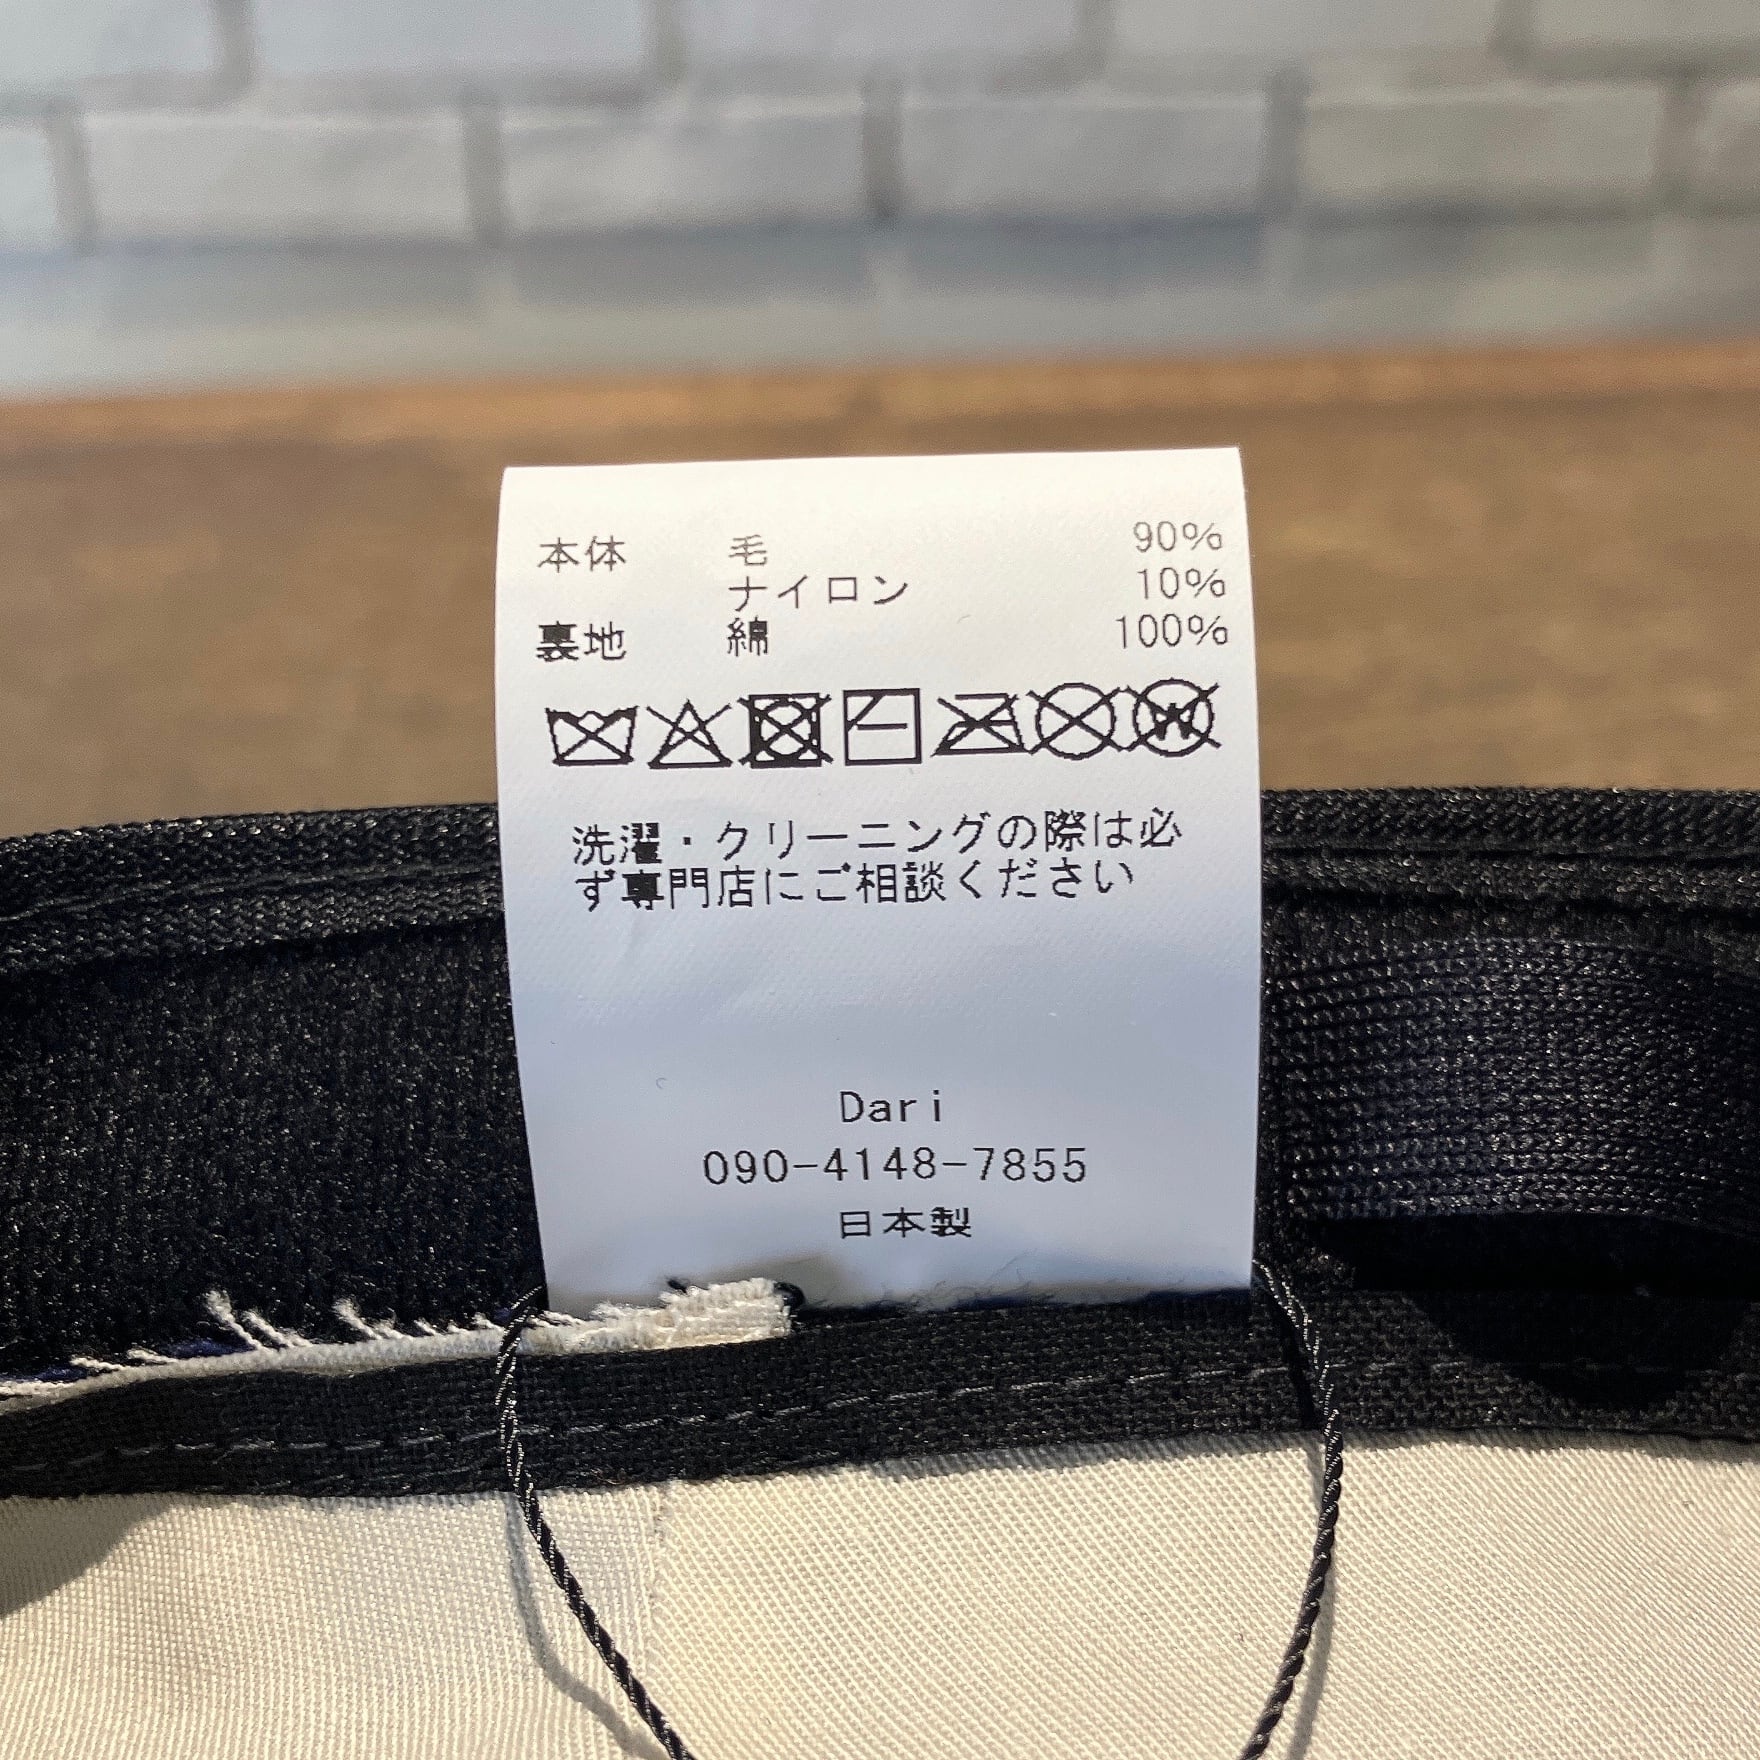 本体 毛 90%
ナイロン 10%
裏地 綿 100%
W
洗濯・クリーニングの際は必
ず専門店にご相談ください
Dari
090-4148-7855
日本製